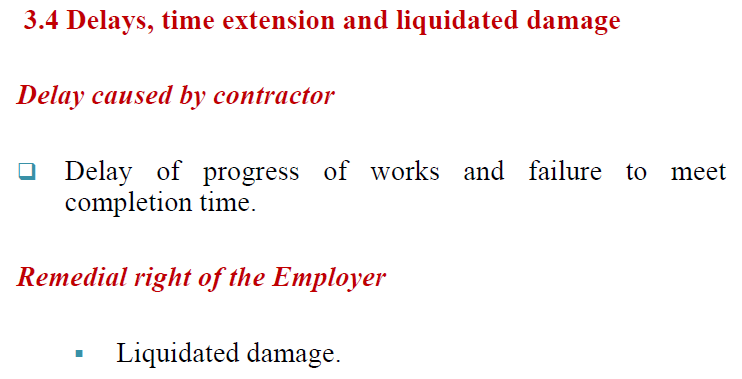 3.4 Delays, time extension and liquidated damage
Delay caused by contractor
Delay of progress of works and failure to meet
completion time.
Remedial right of the Employer
Liquidated damage.